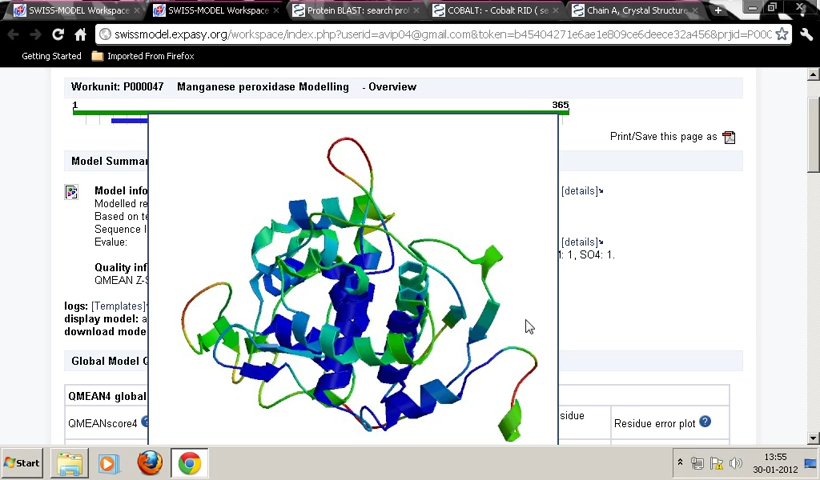 SWISS-MODEL Workspace
SWISS-MODEL Workspace
Protein BLAST: search pro
COBALT: - Cobalt RID ( se
Chain A, Crystal Structure
swissmodel.expasy.org/workspace/index.php?userid=avip04@gmail.com&token=b45404271e6ae1e809ce6deece32a456&prjid=P000
Getting Started
Imported From Firefox
Workunit: P000047 Manganese peroxidase Modelling - Overview
1 365
Print/Save this page as
Model Summa
Model info
[details]
Modelled re
Based on te
Sequence I
Evalue:
[details]
1: 1, SO4: 1.
Quality inf
QMEAN Z-S
logs: [Templates]
display model: a
download mode
Global Model Q
QMEAN4 global
QMEANscore4 ?
sidue
Residue error plot ?
Start
13:55
30-01-2012